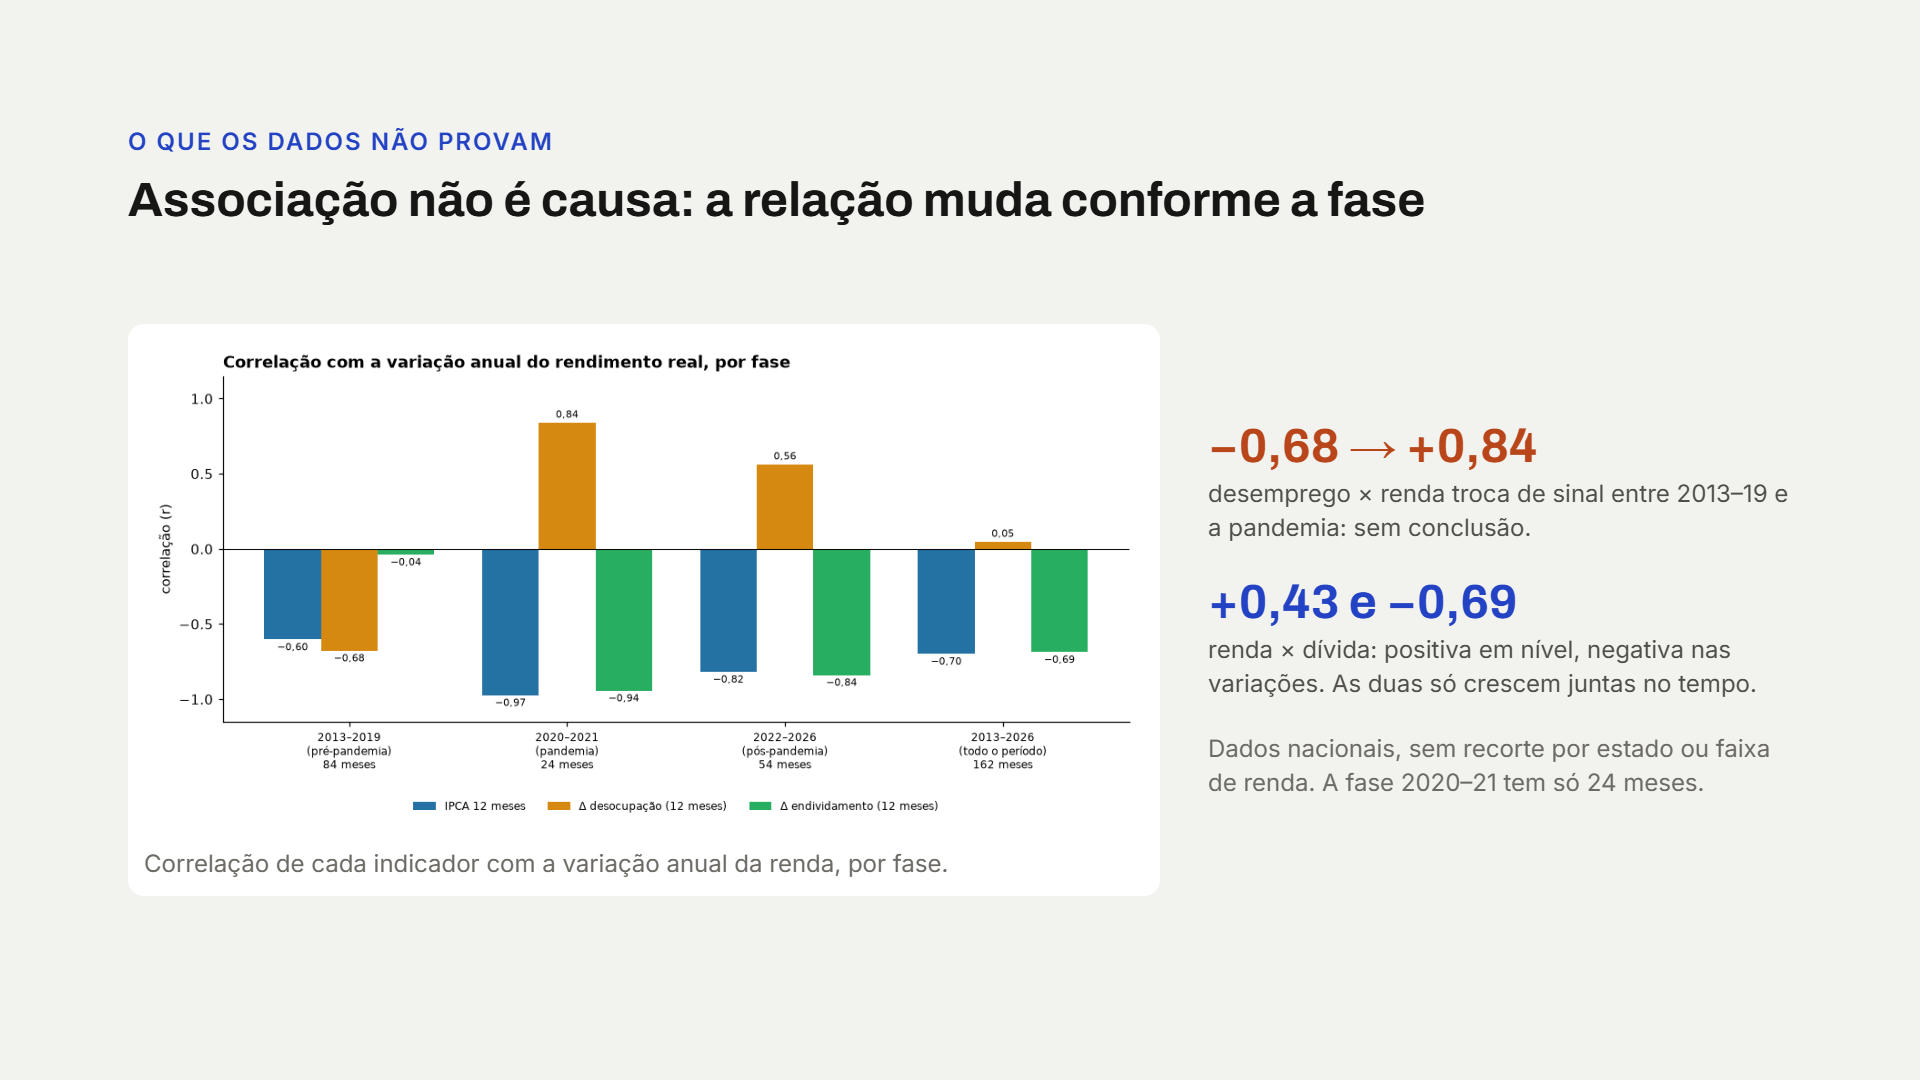 O QUE OS DADOS NÃO PROVAM
Associação não é causa: a relação muda conforme a fase
Correlação com a variação anual do rendimento real, por fase
correlação (r)
1.0
0.5
0.0
−0.5
−1.0
−0,60
−0,68
−0,04
−0,97
0,84
−0,94
−0,82
0,56
−0,84
−0,70
0,05
−0,69
2013–2019
(pré-pandemia)
84 meses
2020–2021
(pandemia)
24 meses
2022–2026
(pós-pandemia)
54 meses
2013–2026
(todo o período)
162 meses
IPCA 12 meses
Δ desocupação (12 meses)
Δ endividamento (12 meses)
Correlação de cada indicador com a variação anual da renda, por fase.
−0,68 → +0,84
desemprego × renda troca de sinal entre 2013–19 e
a pandemia: sem conclusão.
+0,43 e −0,69
renda × dívida: positiva em nível, negativa nas
variações. As duas só crescem juntas no tempo.
Dados nacionais, sem recorte por estado ou faixa
de renda. A fase 2020–21 tem só 24 meses.